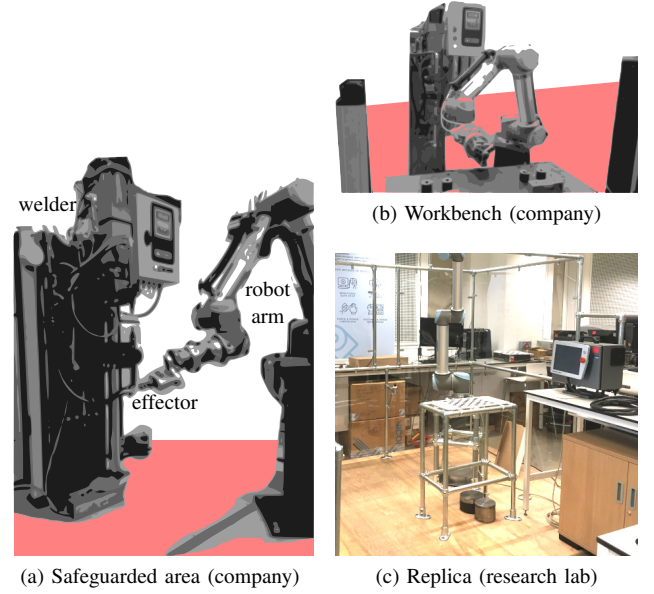 welder
robot
arm
effector
(a) Safeguarded area (company)
(b) Workbench (company)
(c) Replica (research lab)